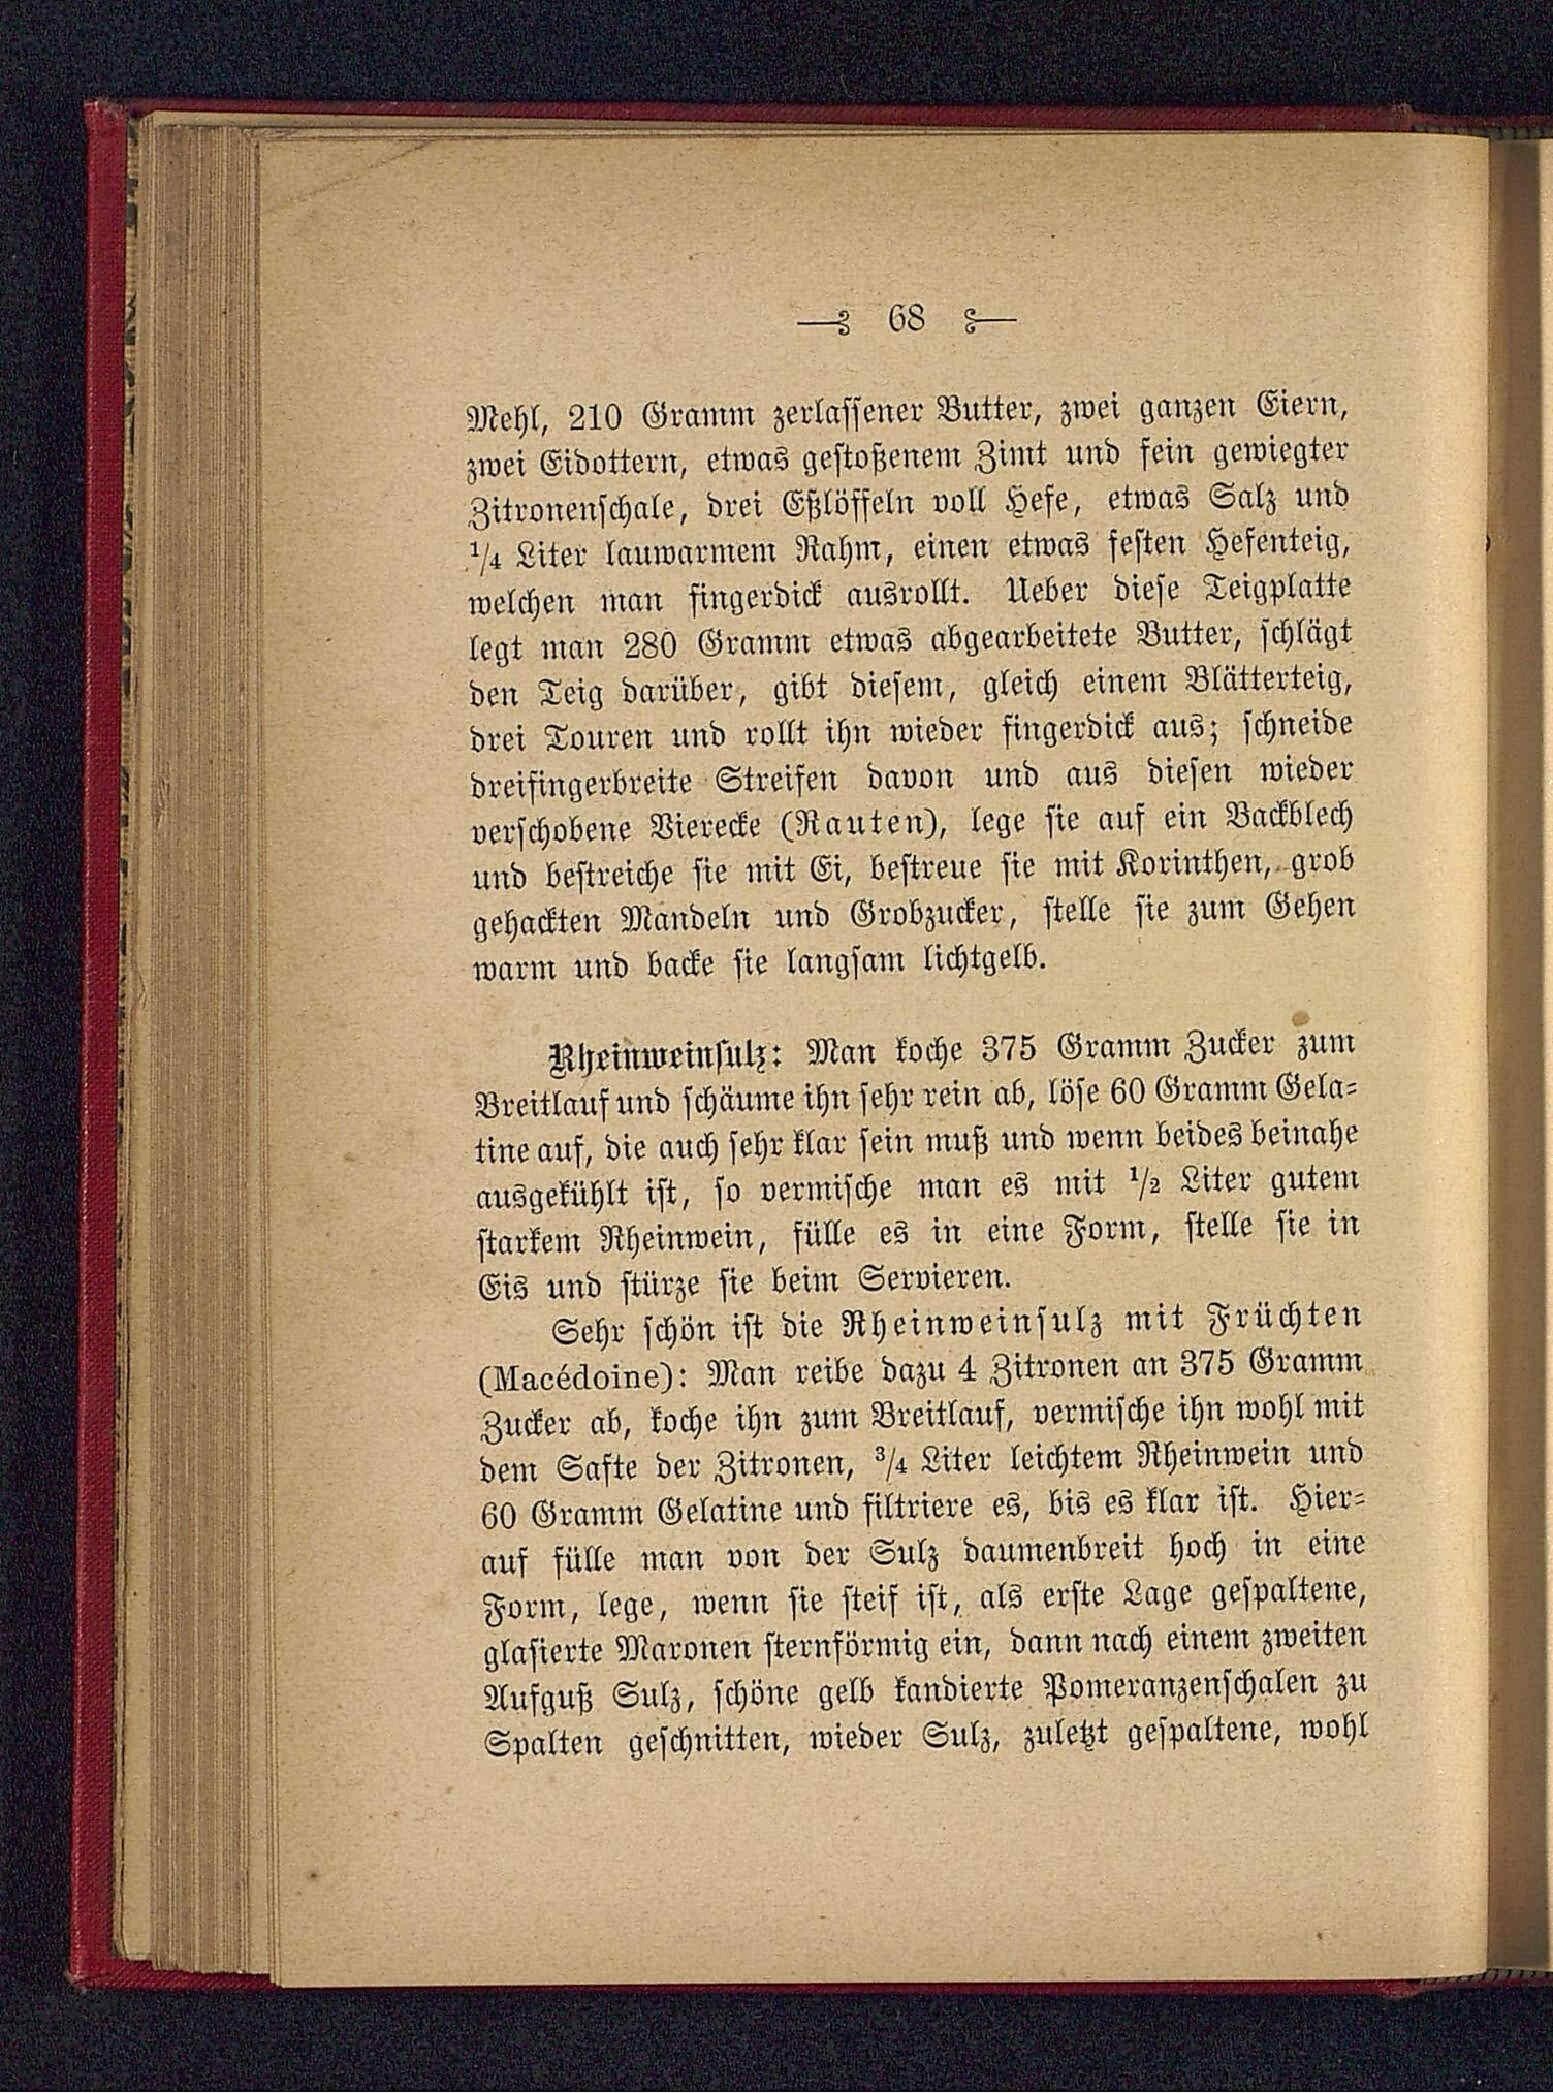 68
Mehl, 210 Gramm zerlassener Butter, zwei ganzen Eiern,
zwei Eidottern, etwas gestoßenem Zimt und fein gewiegter
Zitronenschale, drei Eßlöffeln voll Hefe, etwas Salz und
1/4 Liter lauwarmem Rahm, einen etwas festen Hefenteig,
welchen man fingerdick ausrollt. Ueber diese Teigplatte
legt man 280 Gramm etwas abgearbeitete Butter, schlägt
den Teig darüber, gibt diesem, gleich einem Blätterteig,
drei Touren und rollt ihn wieder fingerdick aus; schneide
dreifingerbreite Streifen davon und aus diesen wieder
verschobene Vierecke (Rauten), lege sie auf ein Backblech
und bestreiche sie mit Ei, bestreue sie mit Korinthen, grob
gehackten Mandeln und Grobzucker, stelle sie zum Gehen
warm und backe sie langsam lichtgelb.
Rheinweinsulz: Man koche 375 Gramm Zucker zum
Breitlauf und schäume ihn sehr rein ab, löse 60 Gramm Gela-
tine auf, die auch sehr klar sein muß und wenn beides beinahe
ausgekühlt ist, so vermische man es mit 1/2 Liter gutem
starkem Rheinwein, fülle es in eine Form, stelle sie in
Eis und stürze sie beim Servieren.
Sehr schön ist die Rheinweinsulz mit Früchten
(Macédoine): Man reibe dazu 4 Zitronen an 375 Gramm
Zucker ab, koche ihn zum Breitlauf, vermische ihn wohl mit
dem Safte der Zitronen, 3/4 Liter leichtem Rheinwein und
60 Gramm Gelatine und filtriere es, bis es klar ist. Hier-
auf fülle man von der Sulz daumenbreit hoch in eine
Form, lege, wenn sie steif ist, als erste Lage gespaltene,
glasierte Maronen sternförmig ein, dann nach einem zweiten
Aufguß Sulz, schöne gelb kandierte Pomeranzenschalen zu
Spalten geschnitten, wieder Sulz, zuletzt gespaltene, wohl